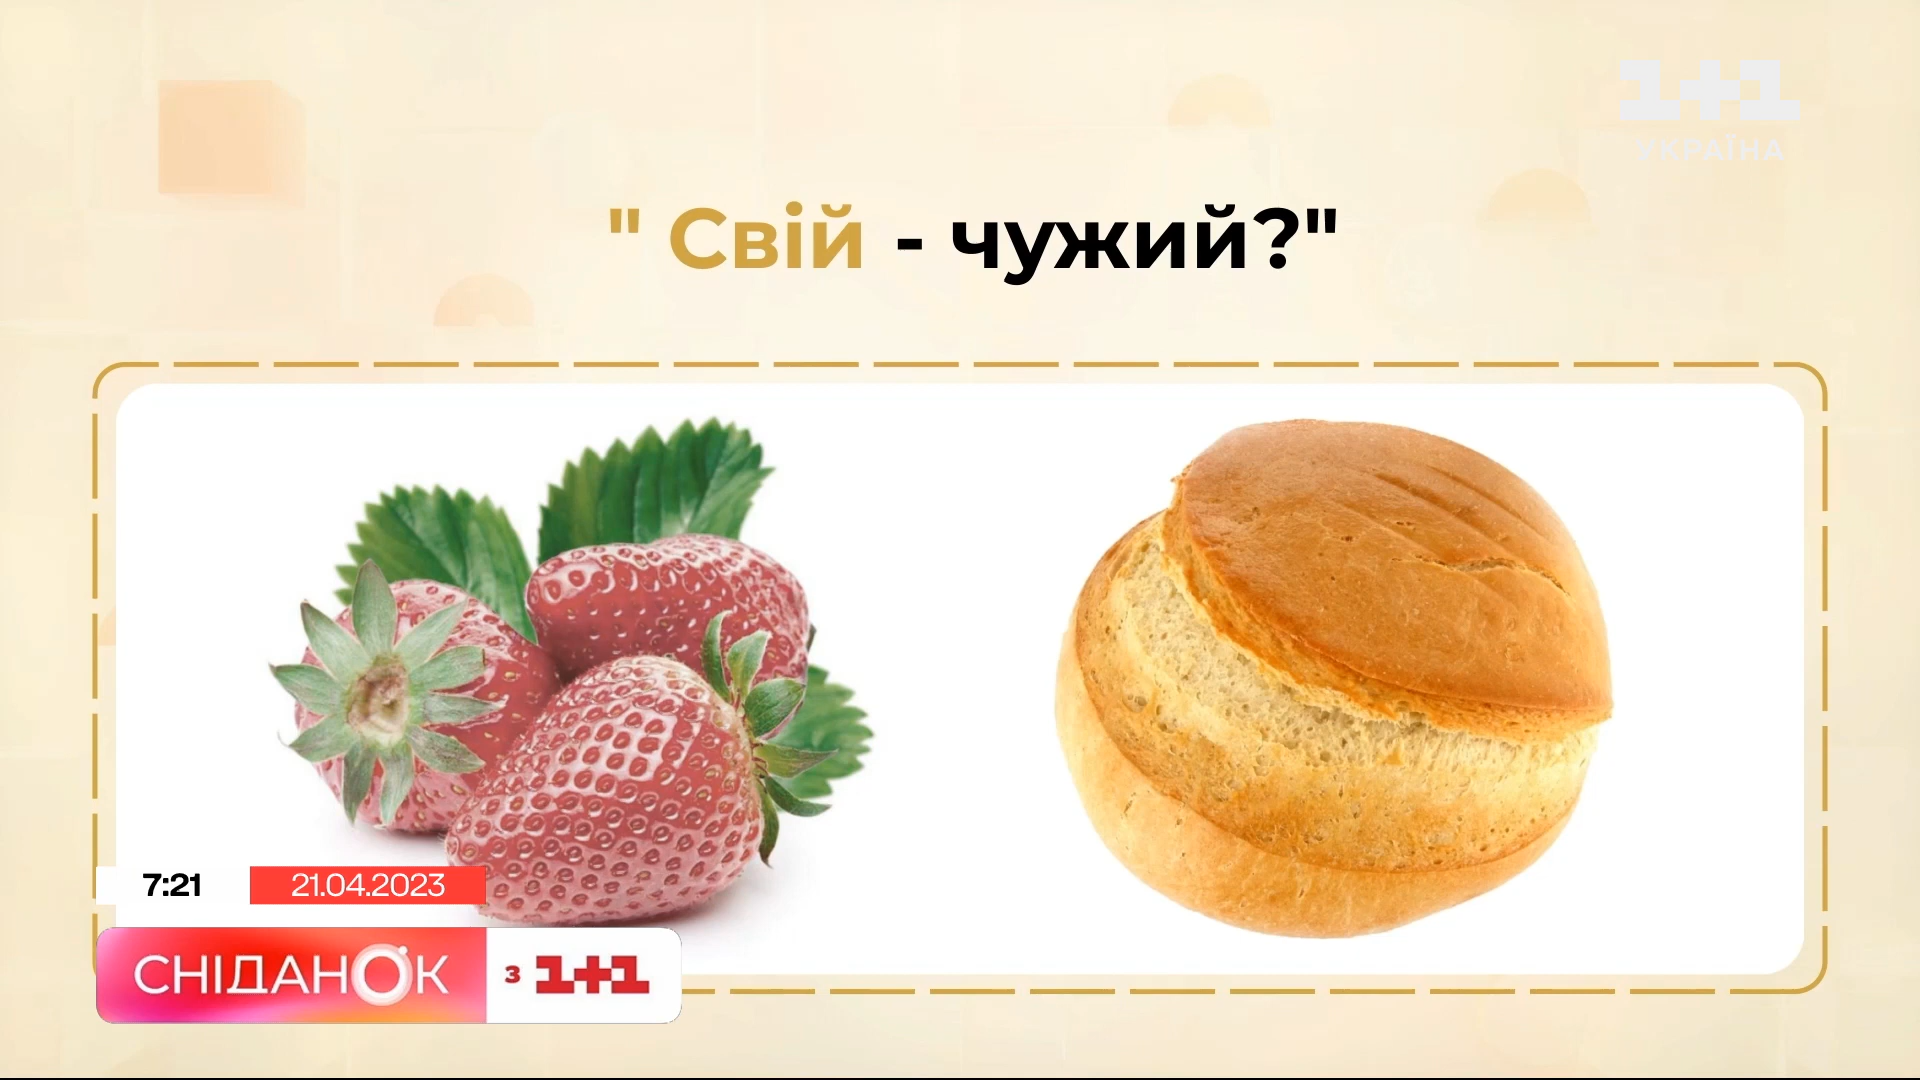 1+1
УКРАЇНА
" Свій - чужий?"
7:21 21.04.2023
СНІДАНОК З 1+1